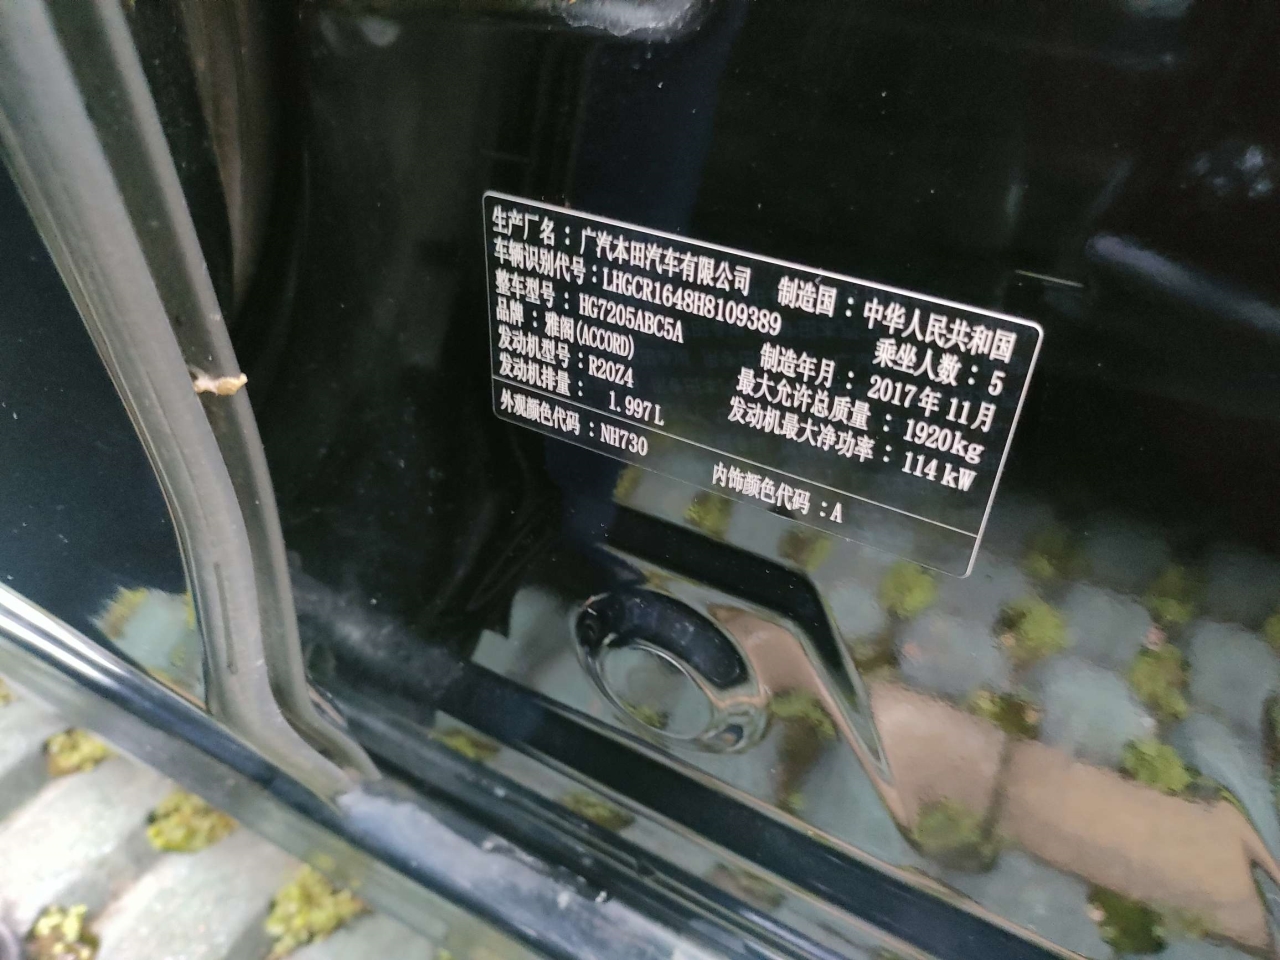 生产厂名：广汽本田汽车有限公司 制造国：中华人民共和国
车辆识别代号：LHGCR1648H8109389 乘坐人数：5
整车型号：HG7205ABC5A 制造年月：2017年11月
品牌：雅阁(ACCORD) 最大允许总质量：1920kg
发动机型号：R20Z4 发动机最大净功率：114kW
发动机排量：1.997L
外观颜色代码：NH730 内饰颜色代码：A